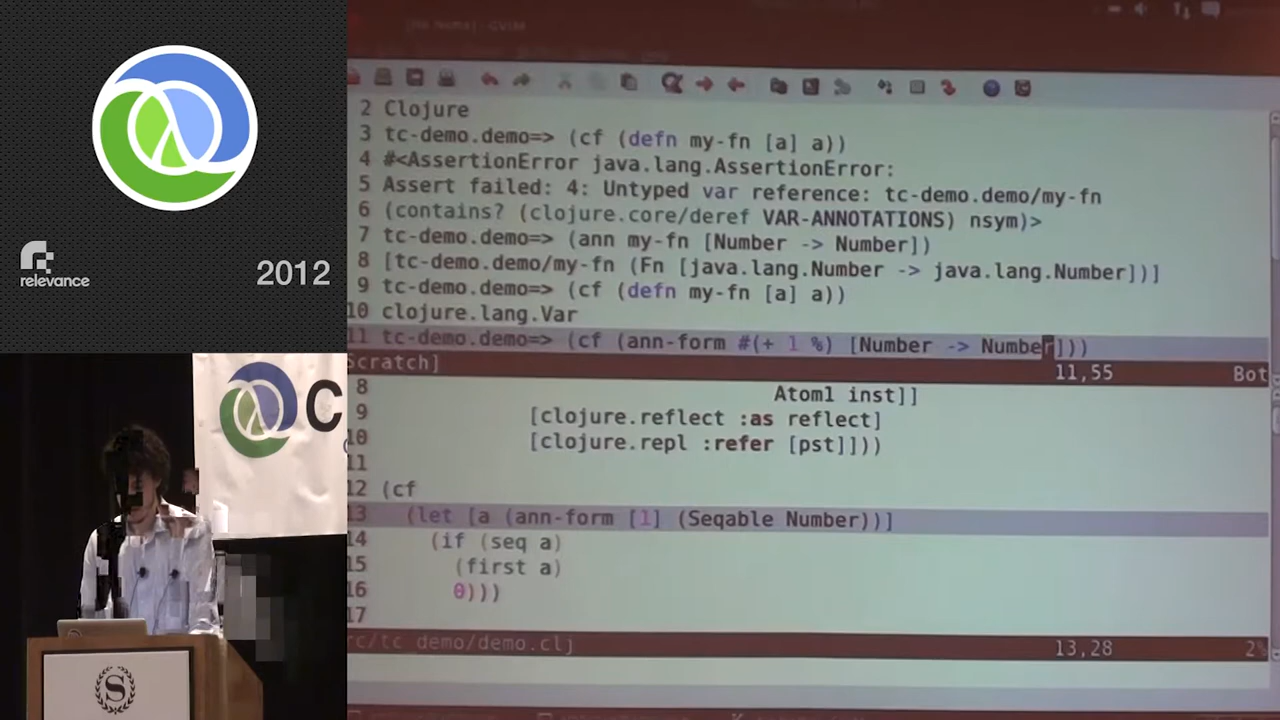 relevance
2012
C
S
2 Clojure
3 tc-demo.demo=> (cf (defn my-fn [a] a))
4 #<AssertionError java.lang.AssertionError:
5 Assert failed: 4: Untyped var reference: tc-demo.demo/my-fn
6 (contains? (clojure.core/deref VAR-ANNOTATIONS) nsym)>
7 tc-demo.demo=> (ann my-fn [Number -> Number])
8 [tc-demo.demo/my-fn (Fn [java.lang.Number -> java.lang.Number])]
9 tc-demo.demo=> (cf (defn my-fn [a] a))
10 clojure.lang.Var
11 tc-demo.demo=> (cf (ann-form #(+ 1 %) [Number -> Number]))
Scratch] 11,55 Bot
8 Atom1 inst]]
9 [clojure.reflect :as reflect]
10 [clojure.repl :refer [pst]]))
11
12 (cf
13 (let [a (ann-form [1] (Seqable Number))]
14 (if (seq a)
15 (first a)
16 0)))
17
rc/tc_demo/demo.clj 13,28 2%